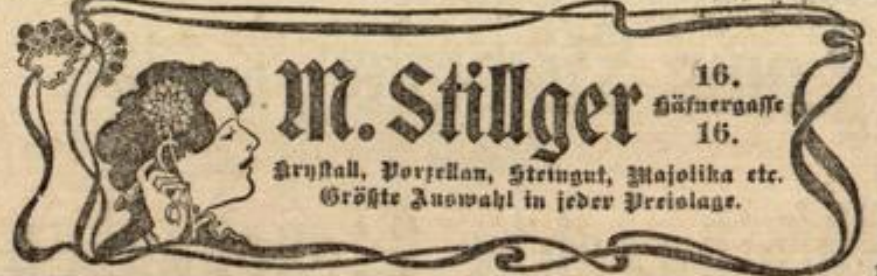 M. Stillger
16.
Häfnergasse
16.
Krystall, Porzellan, Steingut, Majolika etc.
Größte Auswahl in jeder Preislage.